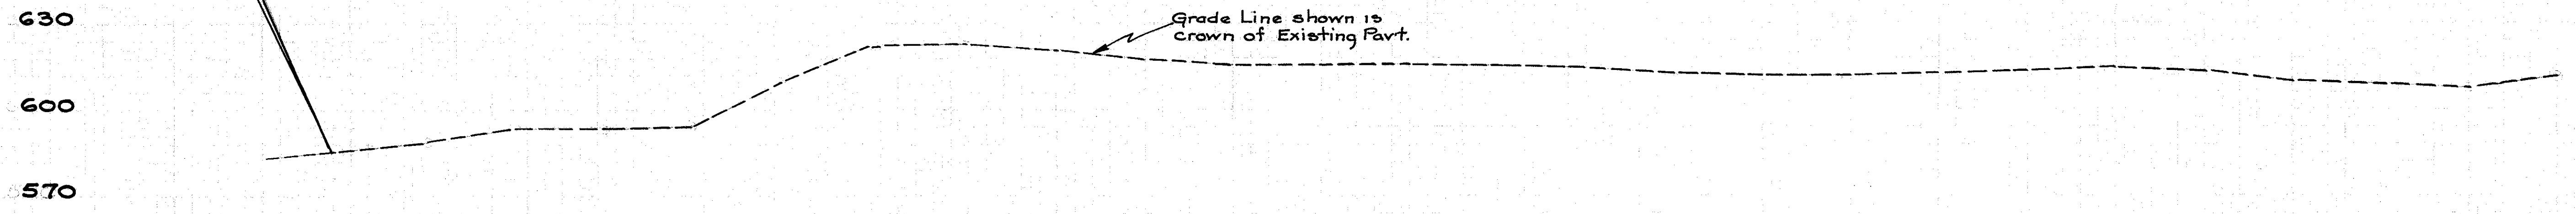 630
Grade Line shown is
crown of Existing Pavt.
600
570